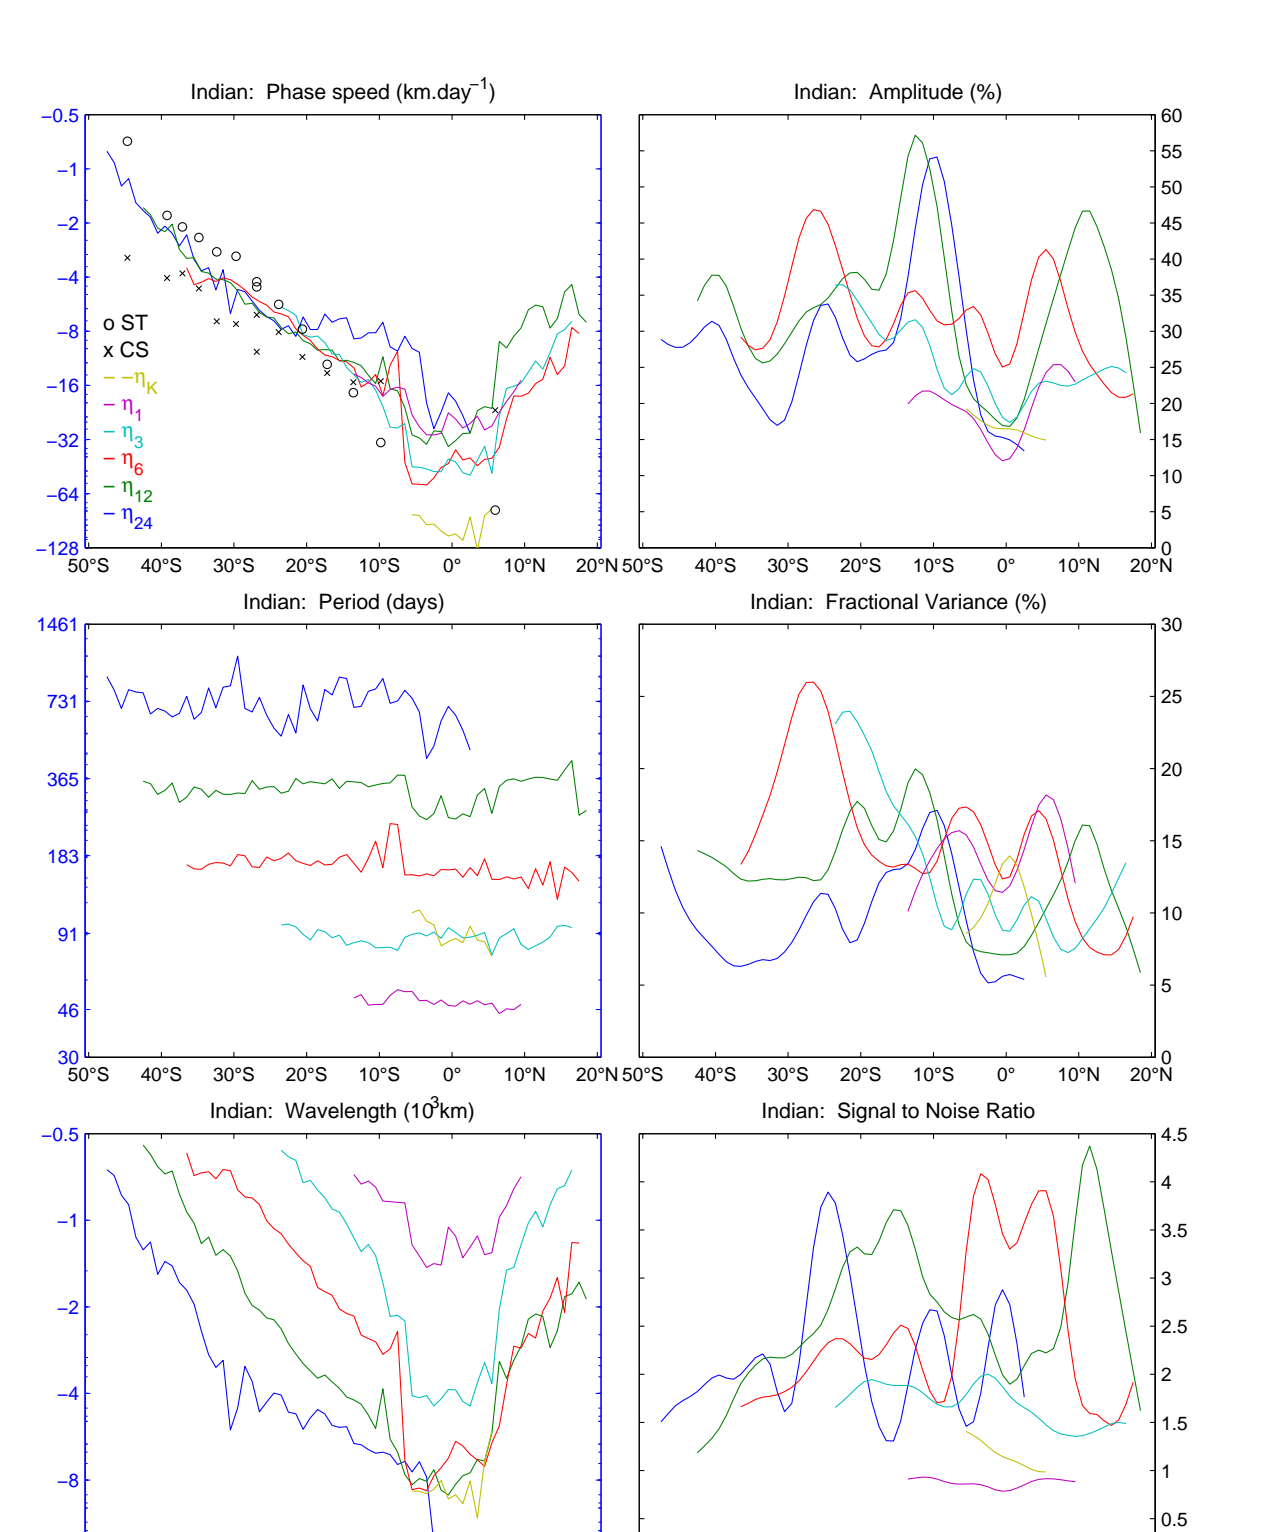 Indian: Phase speed (km.day−1)
Indian: Amplitude (%)
−0.5
−1
−2
−4
−8
−16
−32
−64
−128
o ST
x CS
− −ηK
− η1
− η3
− η6
− η12
− η24
60
55
50
45
40
35
30
25
20
15
10
5
0
50°S 40°S 30°S 20°S 10°S 0° 10°N 20°N
50°S 40°S 30°S 20°S 10°S 0° 10°N 20°N
Indian: Period (days)
Indian: Fractional Variance (%)
1461
731
365
183
91
46
30
30
25
20
15
10
5
0
50°S 40°S 30°S 20°S 10°S 0° 10°N 20°N
50°S 40°S 30°S 20°S 10°S 0° 10°N 20°N
Indian: Wavelength (103km)
Indian: Signal to Noise Ratio
−0.5
−1
−2
−4
−8
4.5
4
3.5
3
2.5
2
1.5
1
0.5